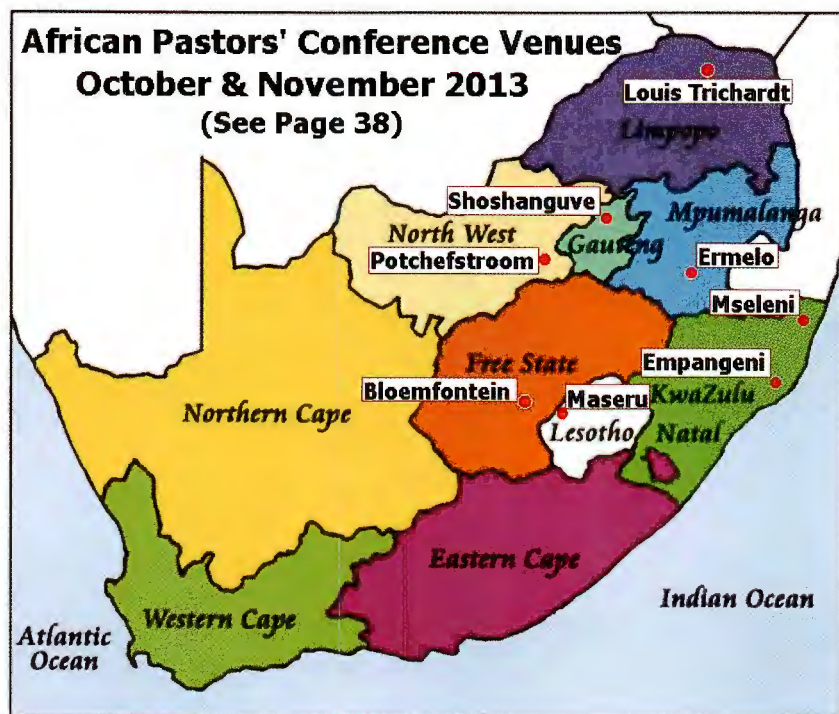 African Pastors' Conference Venues
October & November 2013
(See Page 38)
Louis Trichardt
Limpopo
Shoshanguve
Mpumalanga
North West
Gauteng
Potchefstroom
Ermelo
Mseleni
Free State
Empangeni
Bloemfontein
Maseru
KwaZulu
Natal
Northern Cape
Lesotho
Eastern Cape
Western Cape
Indian Ocean
Atlantic
Ocean